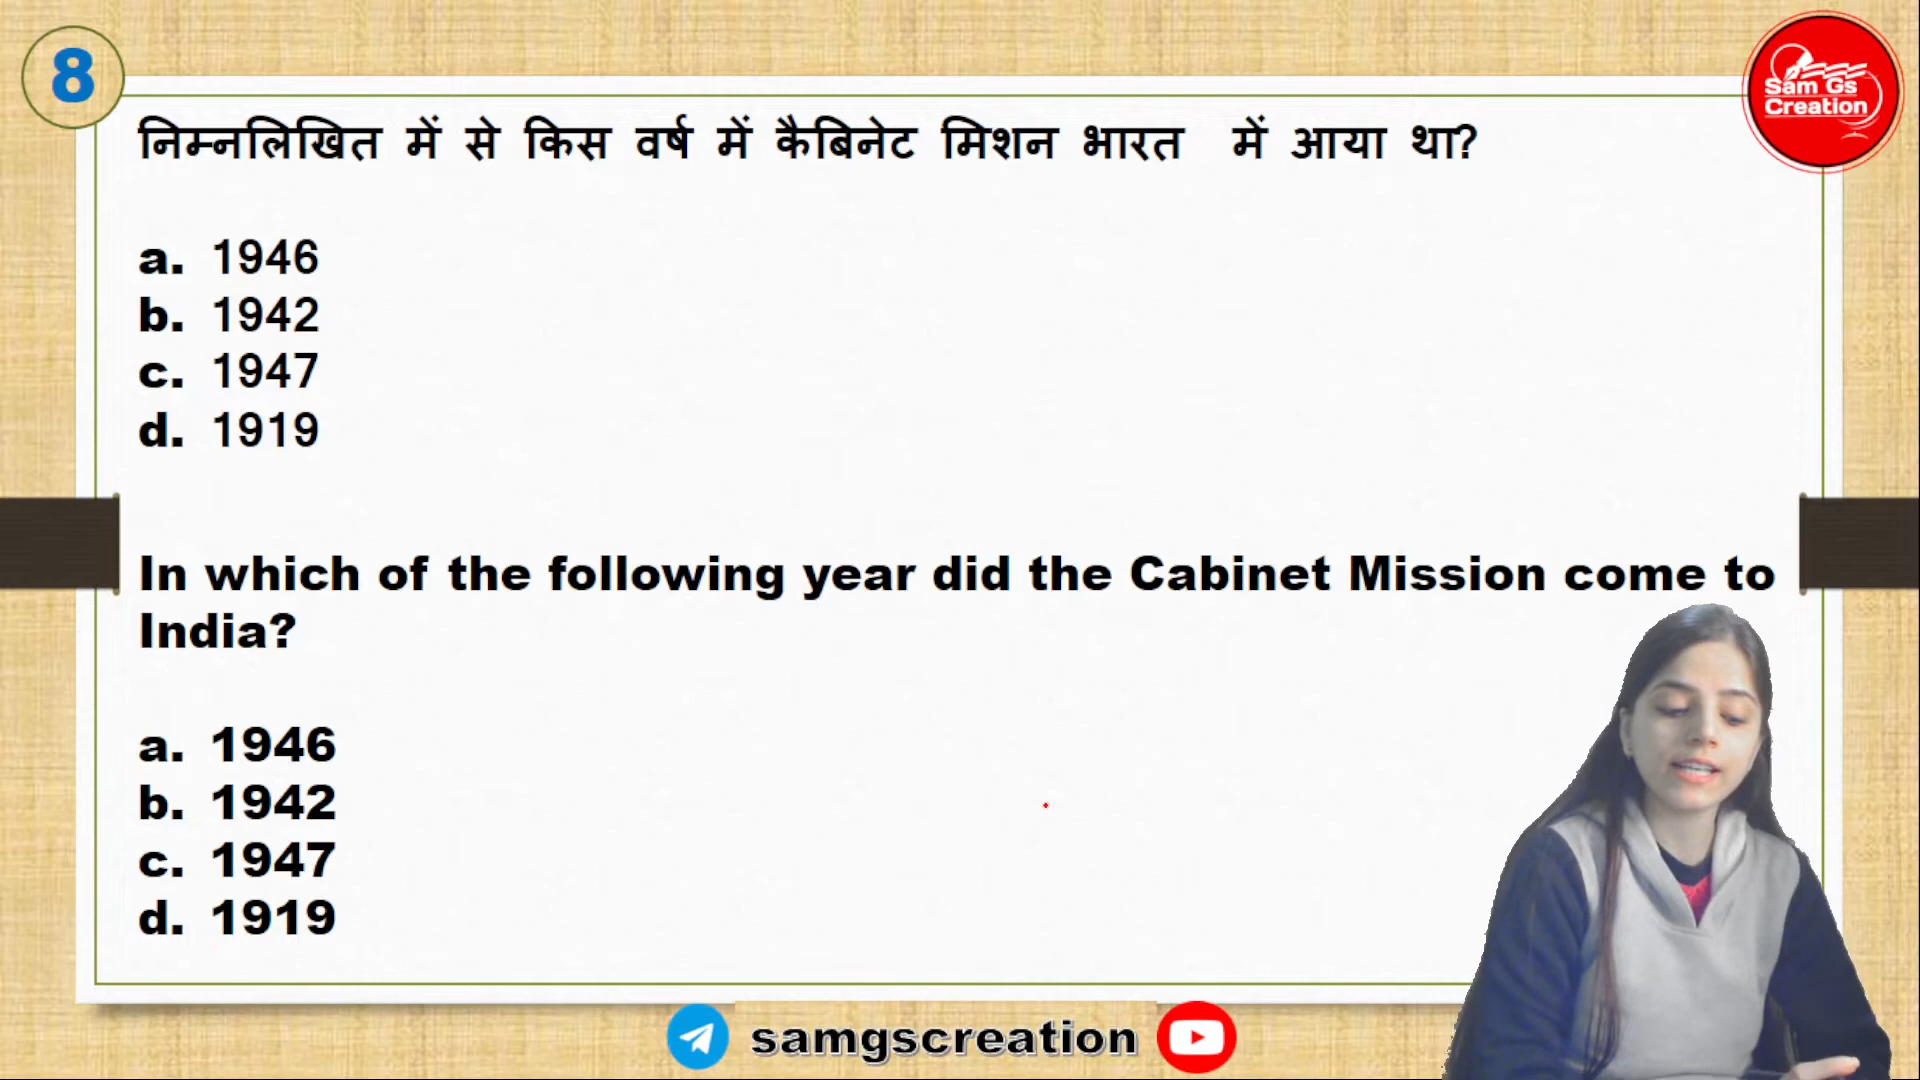 8
Sam Gs
Creation
निम्नलिखित में से किस वर्ष में कैबिनेट मिशन भारत में आया था?
a. 1946
b. 1942
c. 1947
d. 1919
In which of the following year did the Cabinet Mission come to
India?
a. 1946
b. 1942
c. 1947
d. 1919
samgscreation